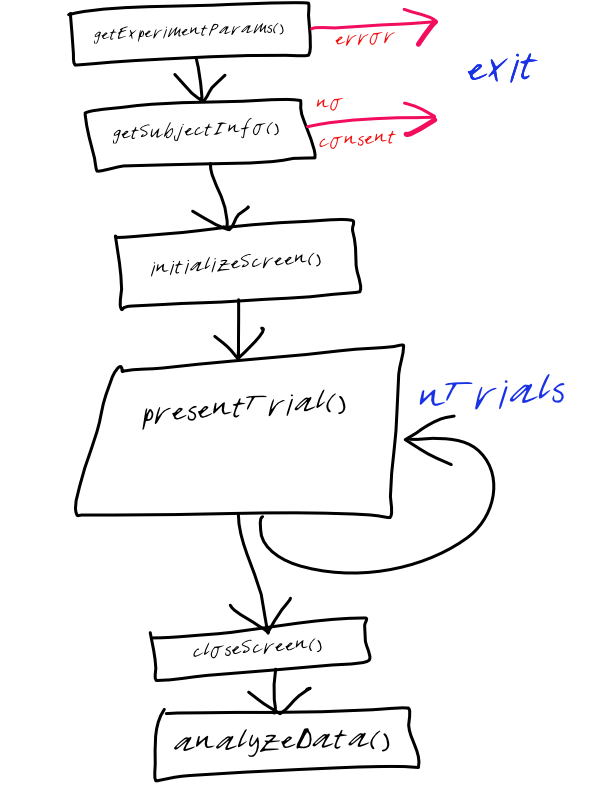 getExperimentParams()
error
exit
getSubjectInfo()
no
consent
initializeScreen()
presentTrial()
nTrials
closeScreen()
analyzeData()